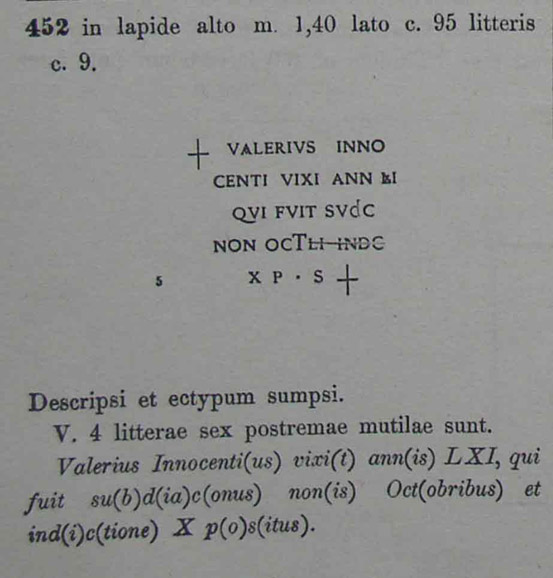 452 in lapide alto m. 1,40 lato c. 95 litteris
c. 9.
+ VALERIVS INNO
CENTI VIXI ANN LXI
QVI FVIT SVdC
NON OCTLI INDC
5 X P · S +
Descripsi et ectypum sumpsi.
V. 4 litterae sex postremae mutilae sunt.
Valerius Innocenti(us) vixi(t) ann(is) LXI, qui
fuit su(b)d(ia)c(onus) non(is) Oct(obribus) et
ind(i)c(tione) X p(o)s(itus).